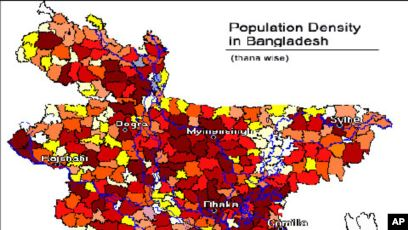 Population Density
in Bangladesh
(thana wise)
Bogra
Mymensingh
Sylhet
Rajshahi
Dhaka
Comilla
AP